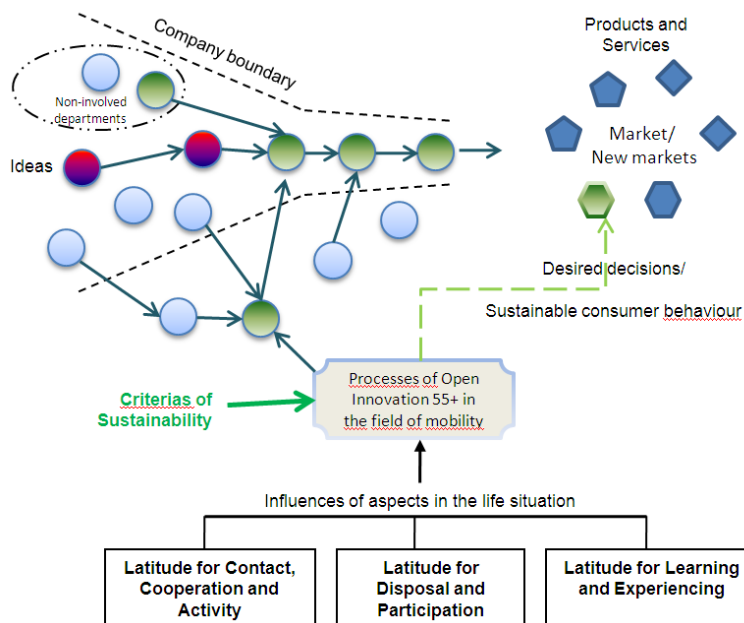 Products and
Services
Company boundary
Non-involved
departments
Ideas
Market/
New markets
Desired decisions/
Sustainable consumer behaviour
Processes of Open
Innovation 55+ in
the field of mobility
Criterias of
Sustainability
Influences of aspects in the life situation
Latitude for Contact,
Cooperation and
Activity
Latitude for
Disposal and
Participation
Latitude for Learning
and Experiencing